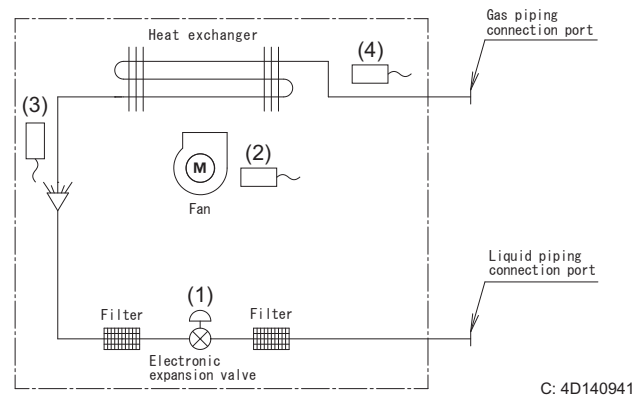 Gas piping
connection port
Heat exchanger
(4)
(3)
(2)
M
Fan
Liquid piping
connection port
(1)
Filter
Filter
Electronic
expansion valve
C: 4D140941